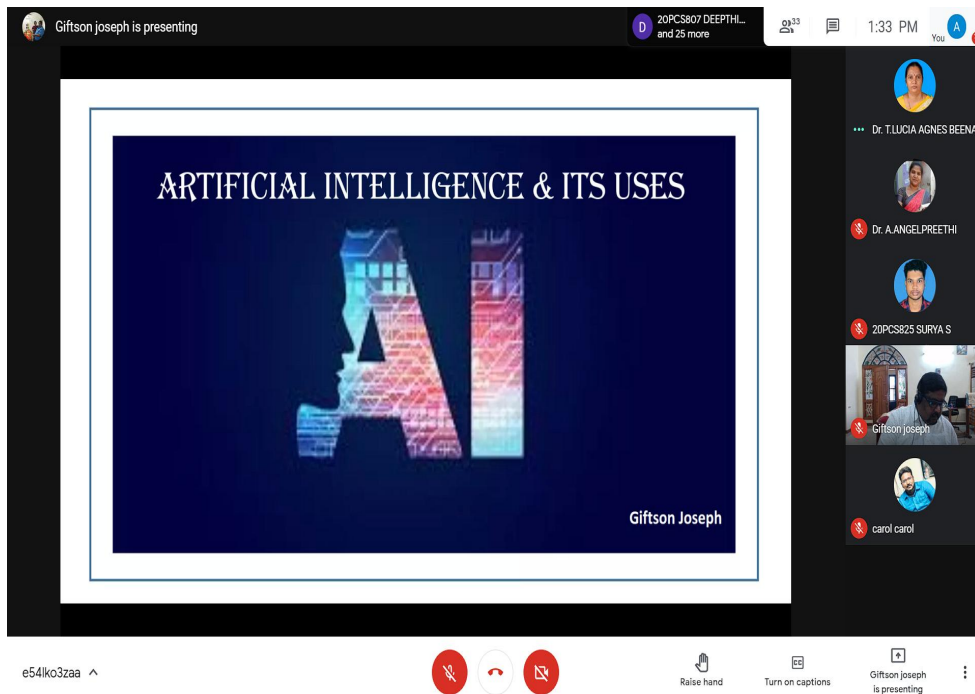 Giftson joseph is presenting
D
20PCS807 DEEPTHI...
and 25 more
33
1:33 PM
You
A
ARTIFICIAL INTELLIGENCE & ITS USES
AI
Giftson Joseph
Dr. T.LUCIA AGNES BEENA
Dr. A.ANGELPREETHI
20PCS825 SURYA S
Giftson joseph
carol carol
e54lko3zaa
Raise hand
CC
Turn on captions
Giftson joseph
is presenting